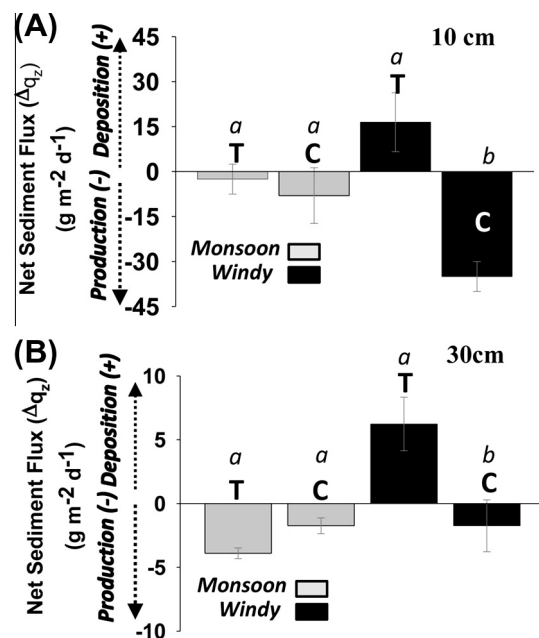 (A)
10 cm
Net Sediment Flux (Δqz)
(g m-2 d-1)
Production (-) Deposition (+)
45
30
15
0
-15
-30
-45
a
T
a
C
a
T
b
C
Monsoon
Windy
(B)
30cm
Net Sediment Flux (Δqz)
(g m-2 d-1)
Production (-) Deposition (+)
10
5
0
-5
-10
a
T
a
C
a
T
b
C
Monsoon
Windy